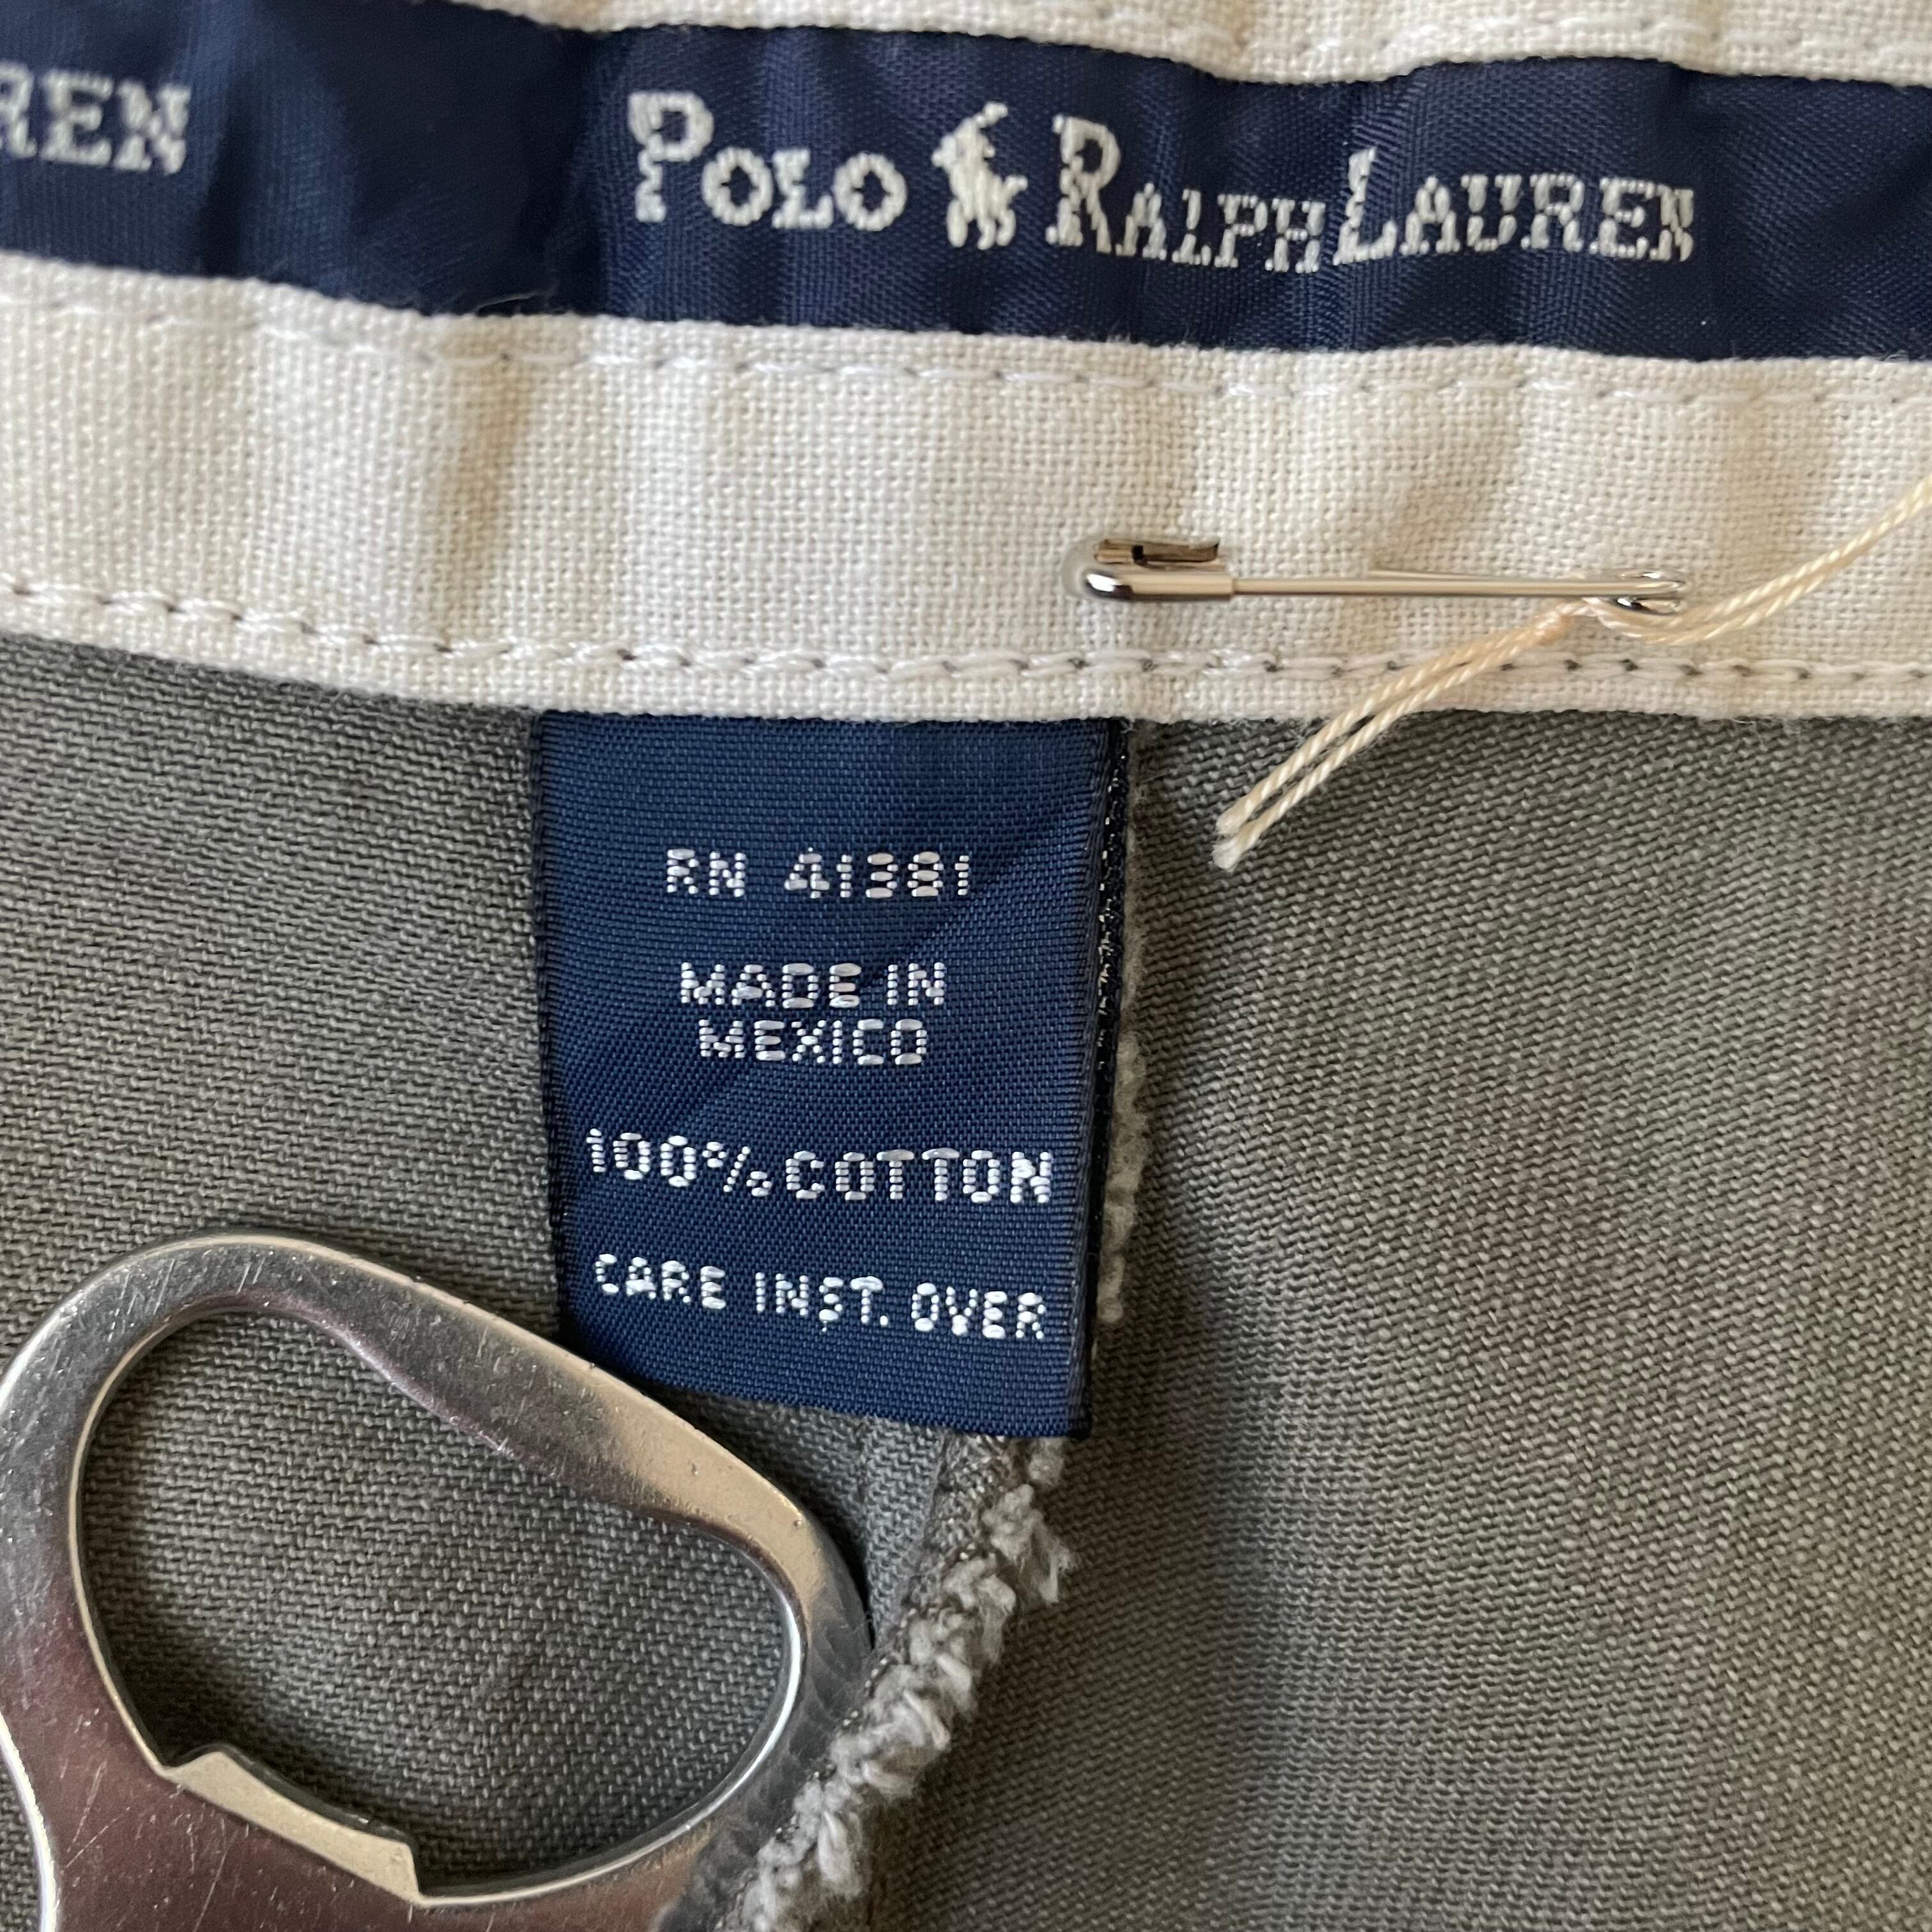 REN POLO RALPH LAUREN
RN 41381
MADE IN
MEXICO
100% COTTON
CARE INST. OVER